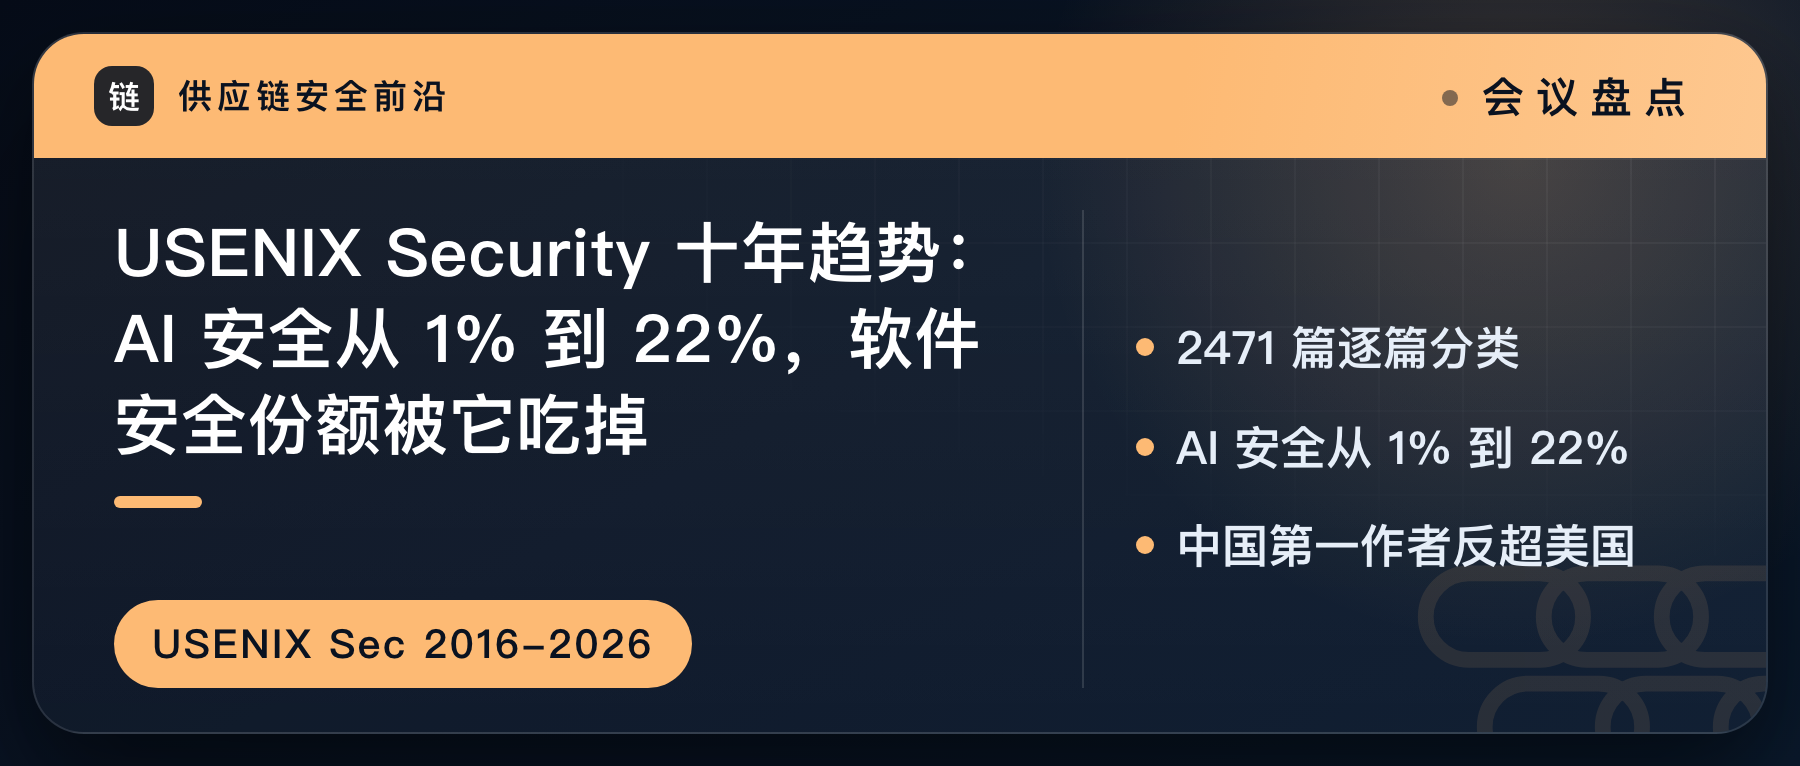 链 供应链安全前沿
会议盘点
USENIX Security 十年趋势：
AI 安全从 1% 到 22%，软件
安全份额被它吃掉
USENIX Sec 2016–2026
2471 篇逐篇分类
AI 安全从 1% 到 22%
中国第一作者反超美国